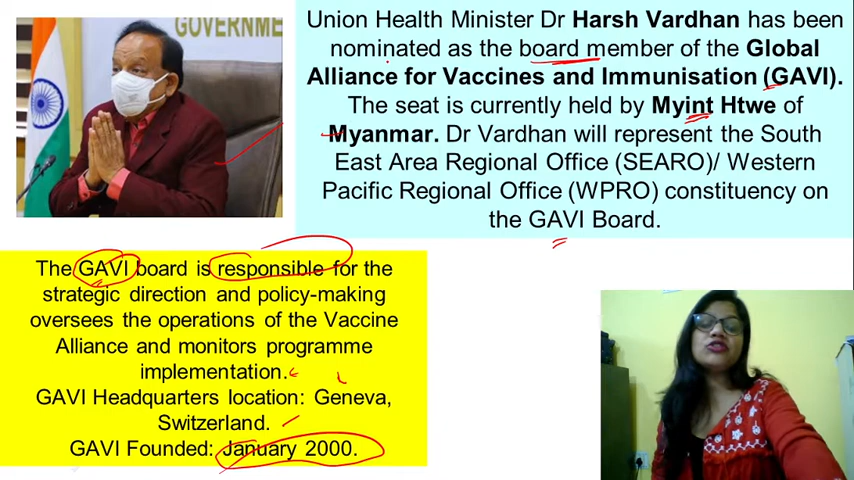 GOVERNMENT
Union Health Minister Dr Harsh Vardhan has been
nominated as the board member of the Global
Alliance for Vaccines and Immunisation (GAVI).
The seat is currently held by Myint Htwe of
Myanmar. Dr Vardhan will represent the South
East Area Regional Office (SEARO)/ Western
Pacific Regional Office (WPRO) constituency on
the GAVI Board.
The GAVI board is responsible for the
strategic direction and policy-making
oversees the operations of the Vaccine
Alliance and monitors programme
implementation.
GAVI Headquarters location: Geneva,
Switzerland.
GAVI Founded: January 2000.